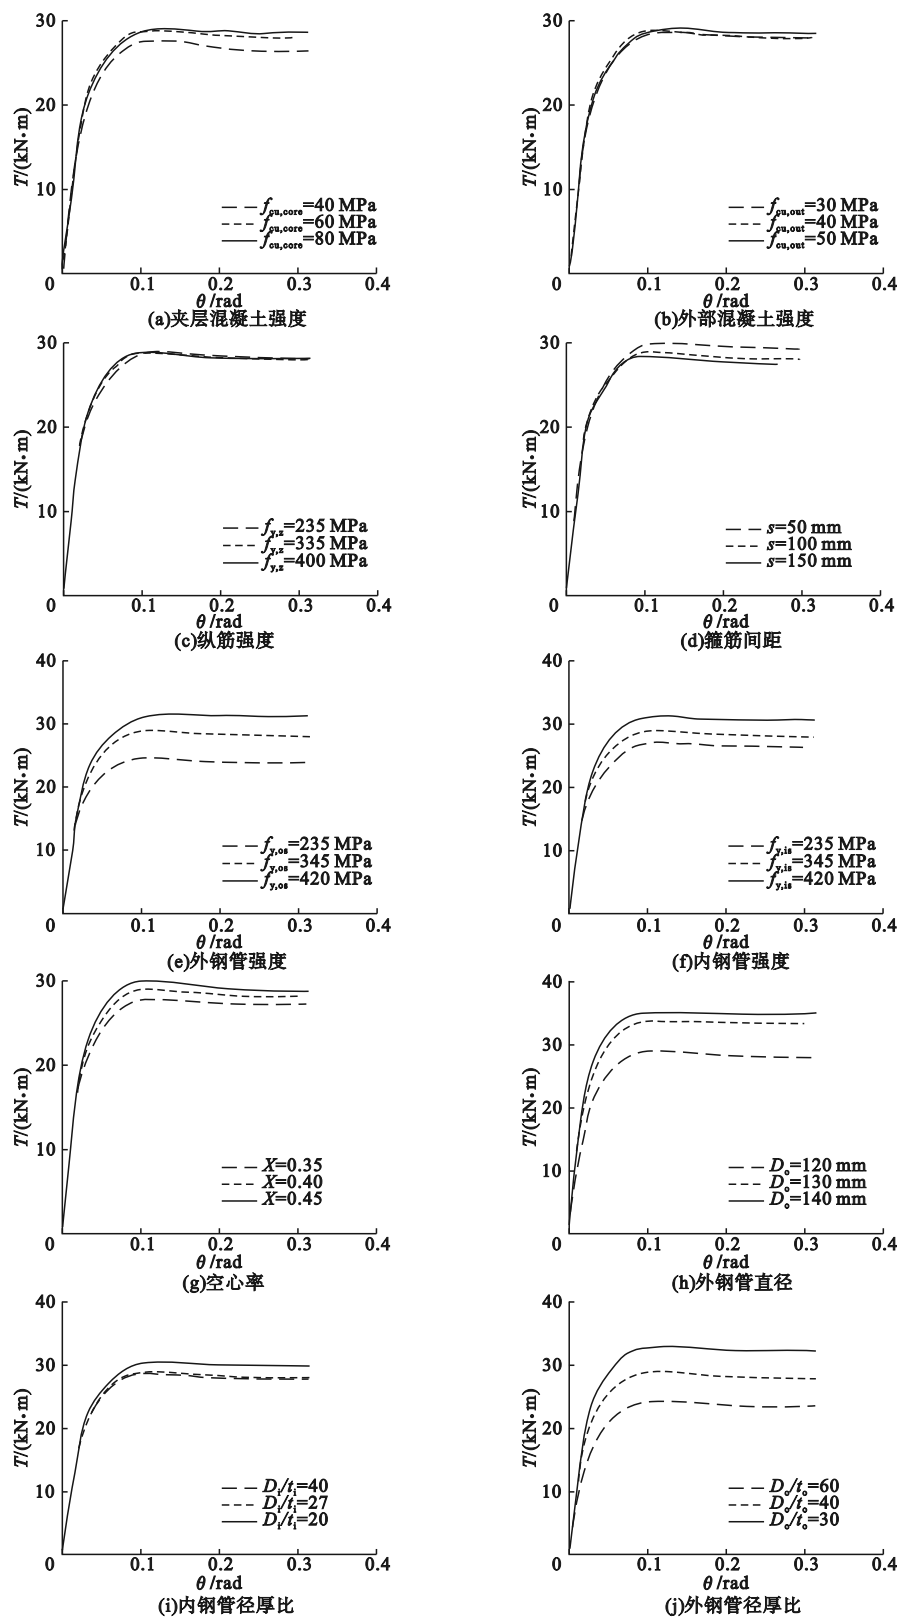 30
20
10
0
0.1
0.2
0.3
0.4
T/(kN·m)
θ/rad
f_cu,core=40 MPa
f_cu,core=60 MPa
f_cu,core=80 MPa
(a)夹层混凝土强度
30
20
10
0
0.1
0.2
0.3
0.4
T/(kN·m)
θ/rad
f_cu,out=30 MPa
f_cu,out=40 MPa
f_cu,out=50 MPa
(b)外部混凝土强度
30
20
10
0
0.1
0.2
0.3
0.4
T/(kN·m)
θ/rad
f_y,z=235 MPa
f_y,z=335 MPa
f_y,z=400 MPa
(c)纵筋强度
30
20
10
0
0.1
0.2
0.3
0.4
T/(kN·m)
θ/rad
s=50 mm
s=100 mm
s=150 mm
(d)箍筋间距
40
30
20
10
0
0.1
0.2
0.3
0.4
T/(kN·m)
θ/rad
f_y,os=235 MPa
f_y,os=345 MPa
f_y,os=420 MPa
(e)外钢管强度
40
30
20
10
0
0.1
0.2
0.3
0.4
T/(kN·m)
θ/rad
f_y,is=235 MPa
f_y,is=345 MPa
f_y,is=420 MPa
(f)内钢管强度
30
20
10
0
0.1
0.2
0.3
0.4
T/(kN·m)
θ/rad
X=0.35
X=0.40
X=0.45
(g)空心率
40
30
20
10
0
0.1
0.2
0.3
0.4
T/(kN·m)
θ/rad
D_o=120 mm
D_o=130 mm
D_o=140 mm
(h)外钢管直径
40
30
20
10
0
0.1
0.2
0.3
0.4
T/(kN·m)
θ/rad
D_i/t_i=40
D_i/t_i=27
D_i/t_i=20
(i)内钢管径厚比
40
30
20
10
0
0.1
0.2
0.3
0.4
T/(kN·m)
θ/rad
D_o/t_o=60
D_o/t_o=40
D_o/t_o=30
(j)外钢管径厚比